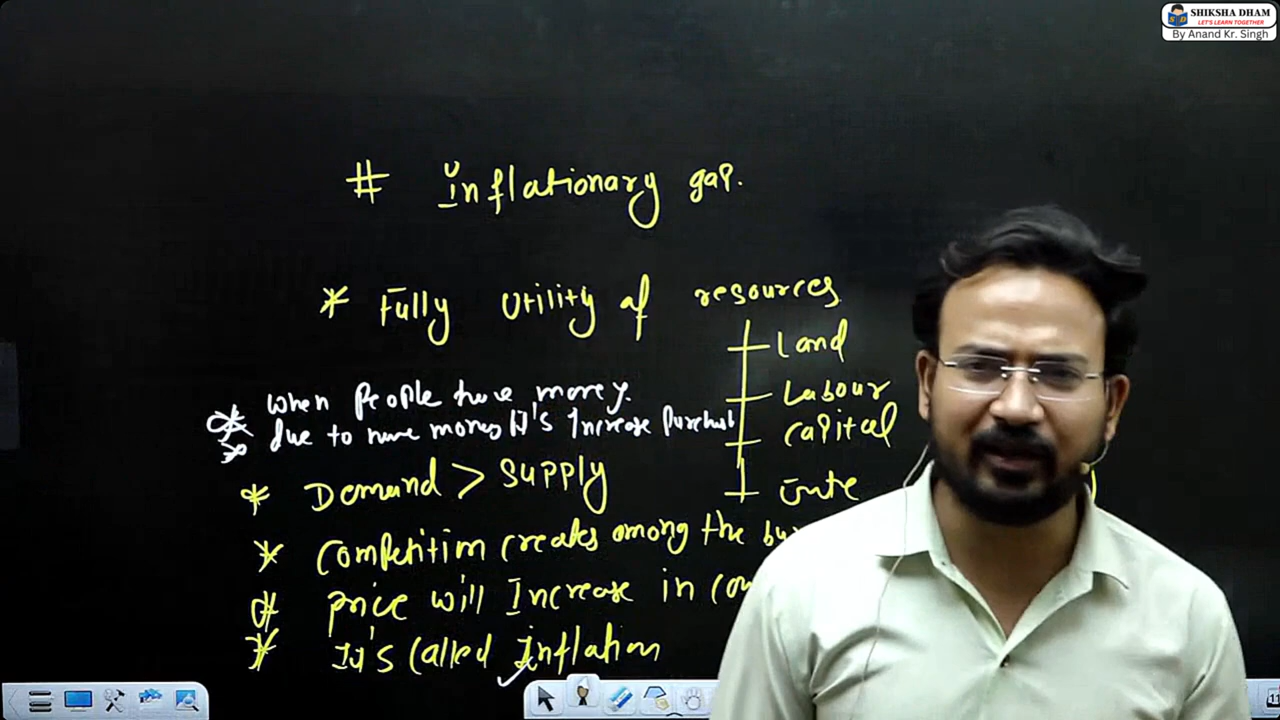 SHIKSHA DHAM
LET'S LEARN TOGETHER
By Anand Kr. Singh
# Inflationary gap.
* Fully Utility of resources
Land
Labour
Capital
* When People have money.
* due to have money It's Increase
* Demand > Supply
* Competition creates among the
* Price will Increase in
* It's Called Inflation